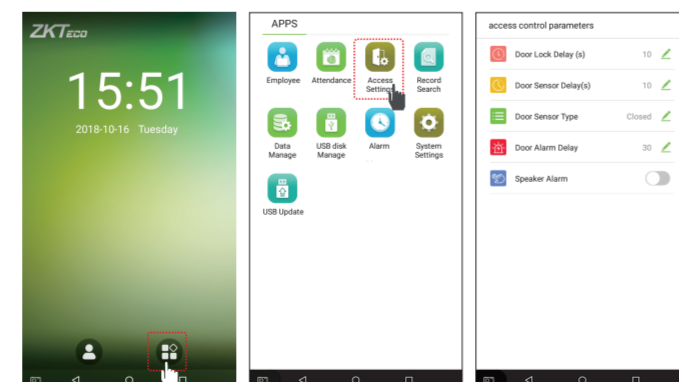 ZKTECO
15:51
2018-10-16 Tuesday
APPS
Employee
Attendance
Access Settings
Record Search
Data Manage
USB disk Manage
Alarm
System Settings
USB Update
access control parameters
Door Lock Delay (s) 10
Door Sensor Delay(s) 10
Door Sensor Type Closed
Door Alarm Delay 30
Speaker Alarm